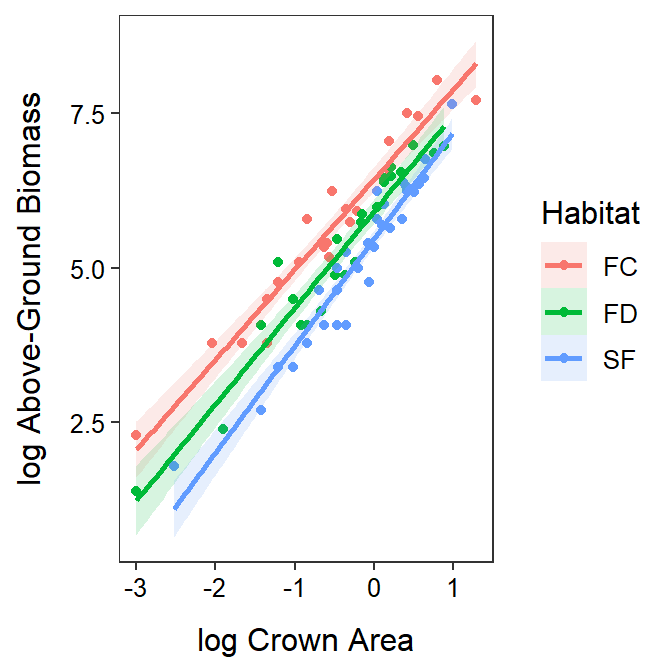 log Above-Ground Biomass
7.5
5.0
2.5
-3 -2 -1 0 1
log Crown Area
Habitat
FC
FD
SF